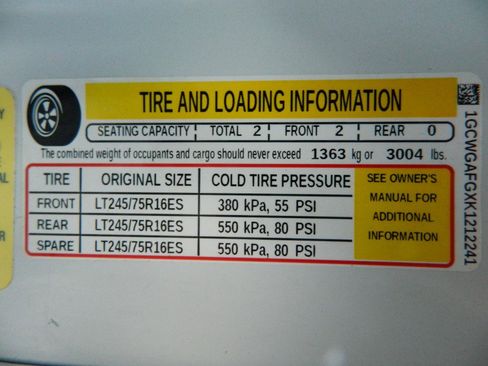 TIRE AND LOADING INFORMATION
SEATING CAPACITY TOTAL 2 FRONT 2 REAR 0
The combined weight of occupants and cargo should never exceed 1363 kg or 3004 lbs.
TIRE ORIGINAL SIZE COLD TIRE PRESSURE
FRONT LT245/75R16ES 380 kPa, 55 PSI
REAR LT245/75R16ES 550 kPa, 80 PSI
SPARE LT245/75R16ES 550 kPa, 80 PSI
SEE OWNER'S
MANUAL FOR
ADDITIONAL
INFORMATION
1GCWGAFGXK1212241